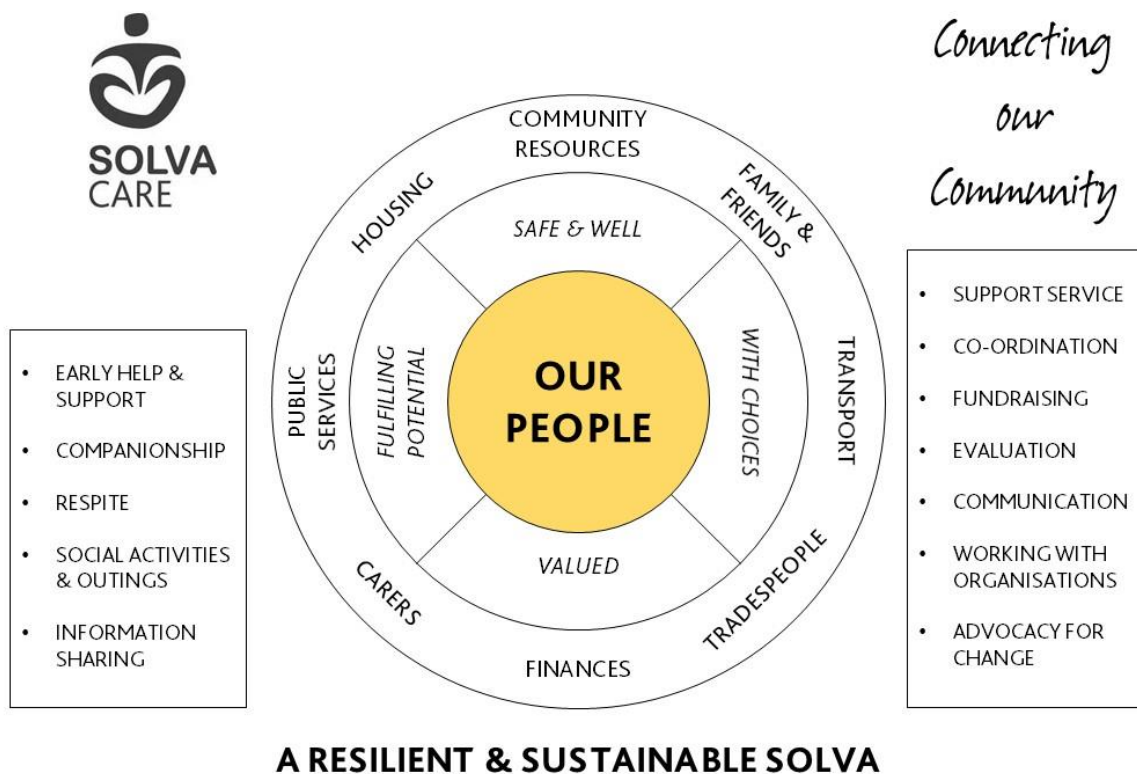 SOLVA
CARE
Connecting
our
Community
COMMUNITY
RESOURCES
FAMILY &
FRIENDS
TRANSPORT
TRADESPEOPLE
FINANCES
CARERS
PUBLIC
SERVICES
HOUSING
SAFE & WELL
WITH CHOICES
VALUED
FULFILLING
POTENTIAL
OUR
PEOPLE
• EARLY HELP &
SUPPORT
• COMPANIONSHIP
• RESPITE
• SOCIAL ACTIVITIES
& OUTINGS
• INFORMATION
SHARING
• SUPPORT SERVICE
• CO-ORDINATION
• FUNDRAISING
• EVALUATION
• COMMUNICATION
• WORKING WITH
ORGANISATIONS
• ADVOCACY FOR
CHANGE
A RESILIENT & SUSTAINABLE SOLVA